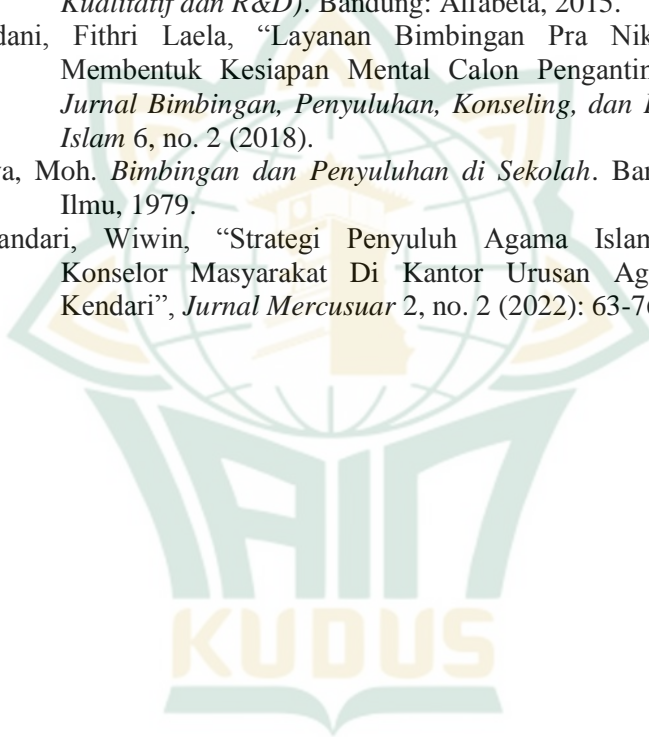 Kualitatif dan R&D). Bandung: Alfabeta, 2015.
dani, Fithri Laela, “Layanan Bimbingan Pra Nik
Membentuk Kesiapan Mental Calon Pengantin
Jurnal Bimbingan, Penyuluhan, Konseling, dan
Islam 6, no. 2 (2018).
va, Moh. Bimbingan dan Penyuluhan di Sekolah. Ban
Ilmu, 1979.
andari, Wiwin, “Strategi Penyuluh Agama Islam
Konselor Masyarakat Di Kantor Urusan Ag
Kendari”, Jurnal Mercusuar 2, no. 2 (2022): 63-76
IAIN
KUDUS